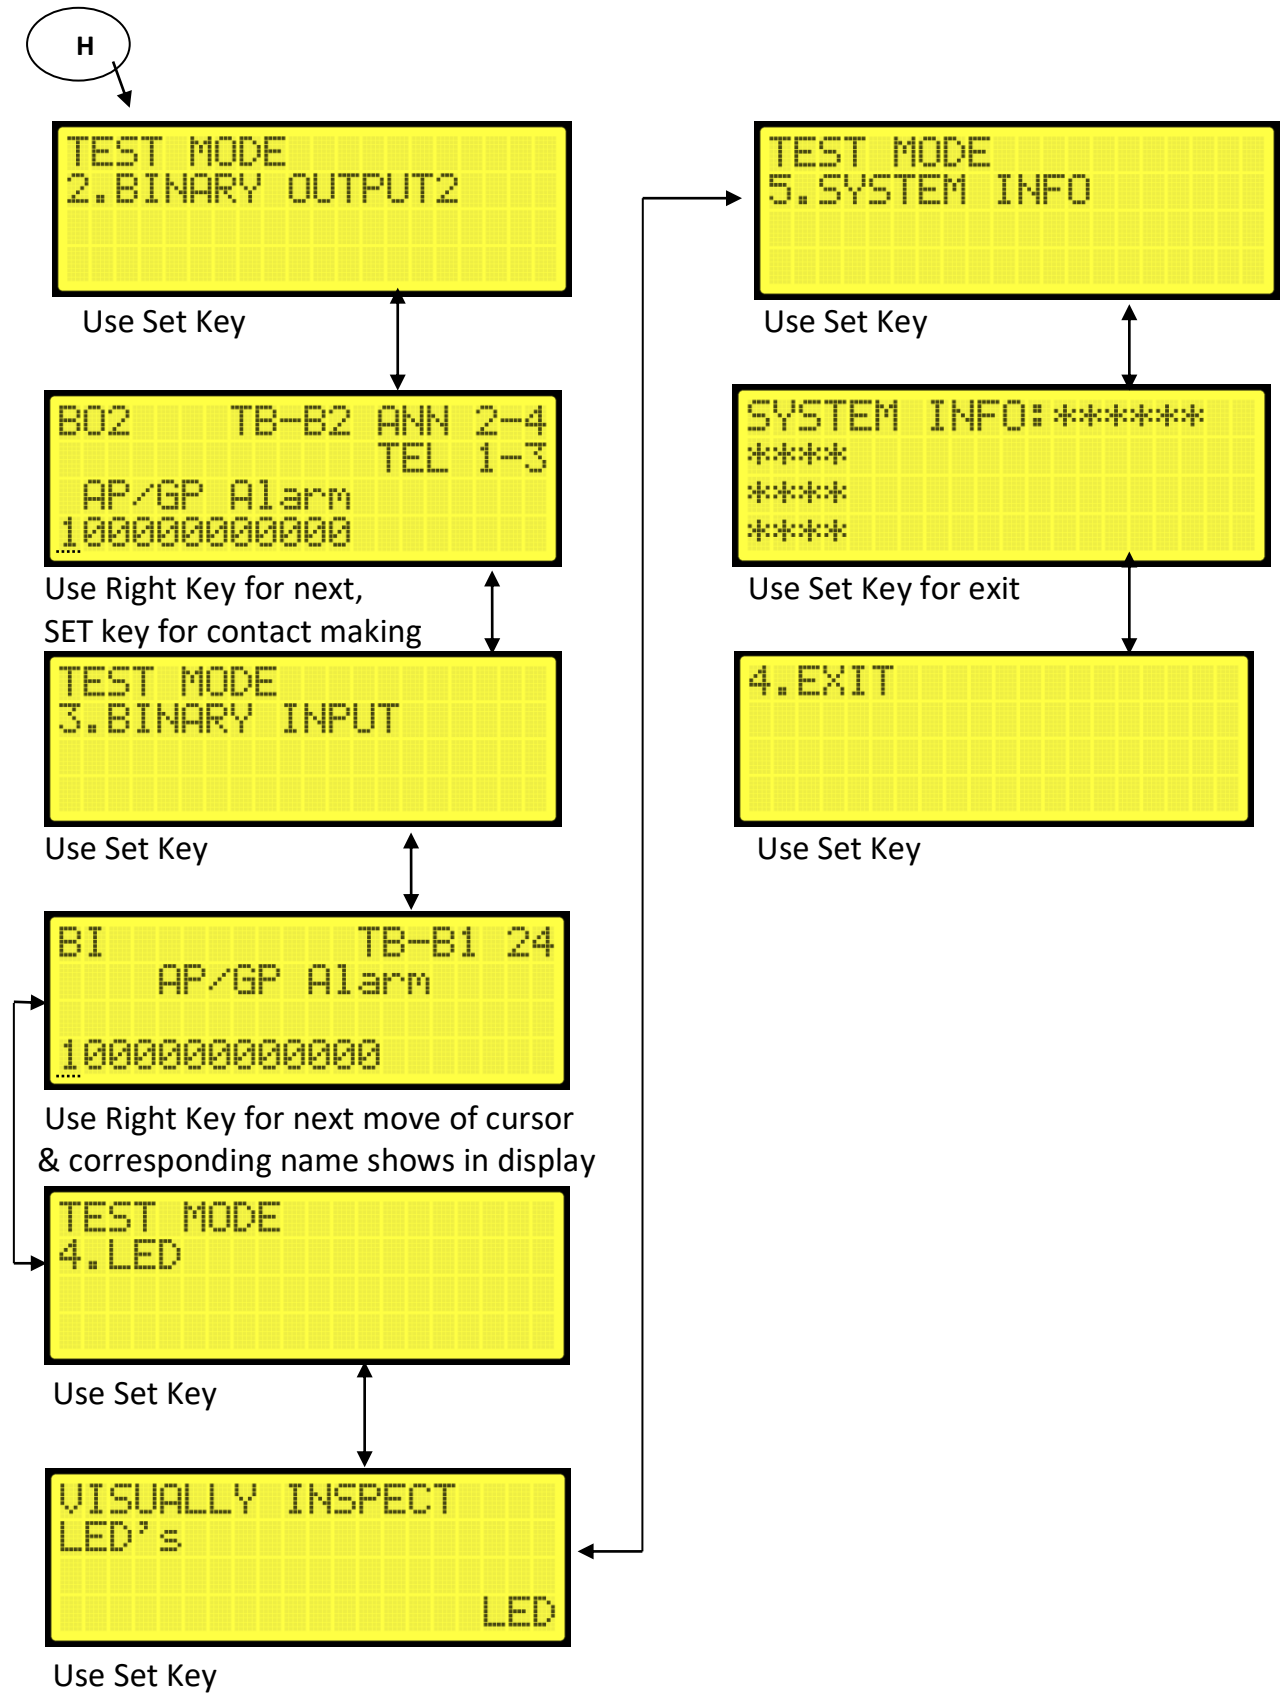 H
TEST MODE
2.BINARY OUTPUT2
Use Set Key
BO2 TB-B2 ANN 2-4
TEL 1-3
AP/GP Alarm
100000000000
Use Right Key for next,
SET key for contact making
TEST MODE
3.BINARY INPUT
Use Set Key
BI TB-B1 24
AP/GP Alarm
1000000000000
Use Right Key for next move of cursor
& corresponding name shows in display
TEST MODE
4.LED
Use Set Key
VISUALLY INSPECT
LED's
LED
Use Set Key
TEST MODE
5.SYSTEM INFO
Use Set Key
SYSTEM INFO:******
****
****
****
Use Set Key for exit
4.EXIT
Use Set Key